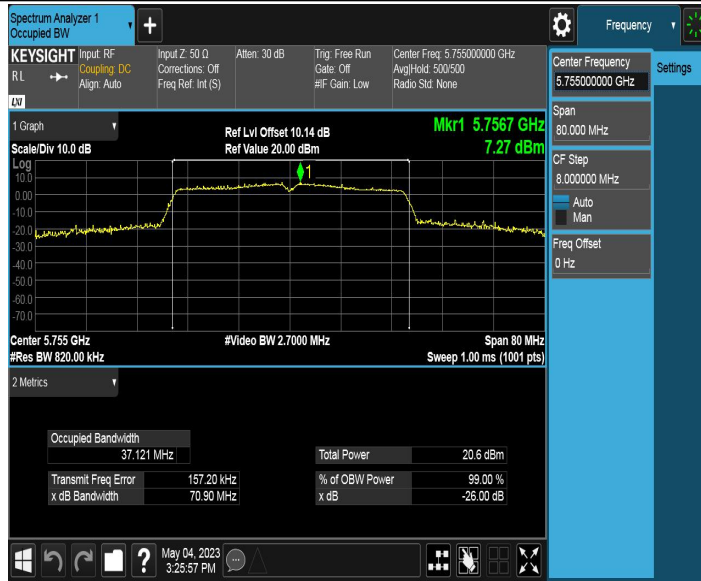 Spectrum Analyzer 1
Occupied BW
+
Frequency
KEYSIGHT
RL
LXI
Input: RF
Coupling: DC
Align: Auto
Input Z: 50 Ω
Corrections: Off
Freq Ref: Int (S)
Atten: 30 dB
Trig: Free Run
Gate: Off
#IF Gain: Low
Center Freq: 5.755000000 GHz
Avg|Hold: 500/500
Radio Std: None
Center Frequency
5.755000000 GHz
Settings
Span
80.000 MHz
CF Step
8.000000 MHz
Auto
Man
Freq Offset
0 Hz
1 Graph
Scale/Div 10.0 dB
Ref Lvl Offset 10.14 dB
Ref Value 20.00 dBm
Mkr1 5.7567 GHz
7.27 dBm
Log
10.0
0.00
-10.0
-20.0
-30.0
-40.0
-50.0
-60.0
-70.0
1
Center 5.755 GHz
#Res BW 820.00 kHz
#Video BW 2.7000 MHz
Span 80 MHz
Sweep 1.00 ms (1001 pts)
2 Metrics
Occupied Bandwidth
37.121 MHz
Total Power 20.6 dBm
Transmit Freq Error 157.20 kHz
% of OBW Power 99.00 %
x dB Bandwidth 70.90 MHz
x dB -26.00 dB
?
May 04, 2023
3:25:57 PM